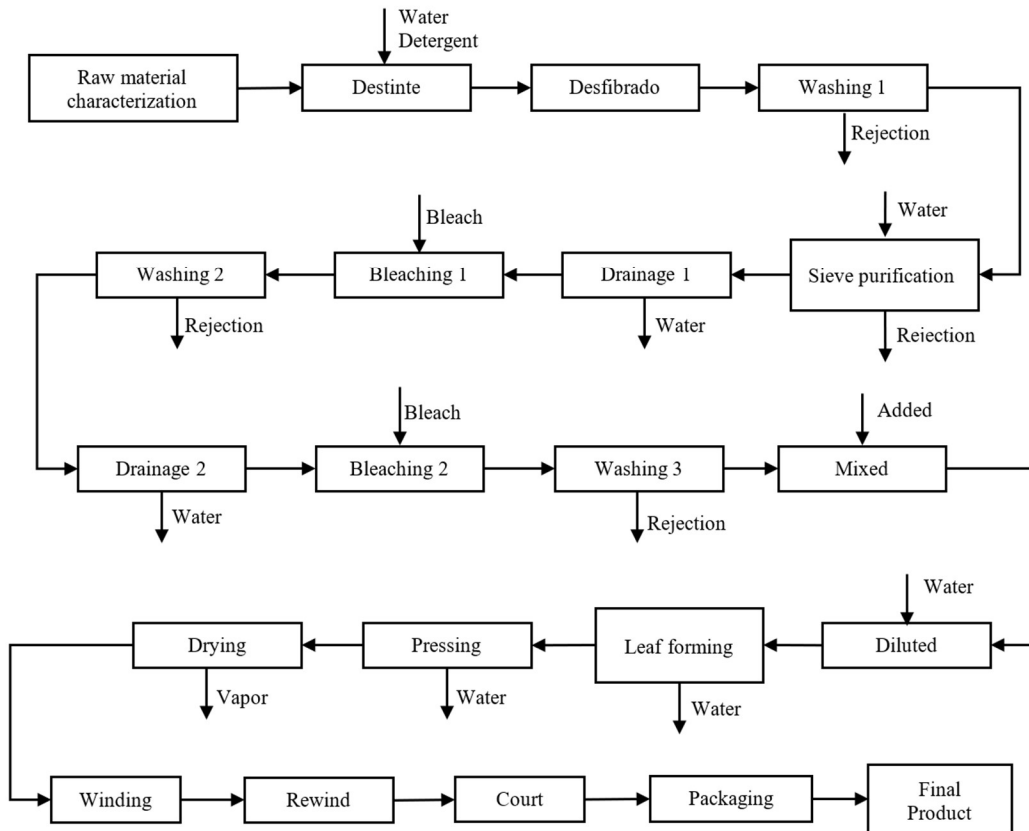 Water
Detergent
Raw material
characterization
Destinte
Desfibrado
Washing 1
Rejection
Bleach
Water
Washing 2
Bleaching 1
Drainage 1
Sieve purification
Rejection
Water
Rejection
Bleach
Added
Drainage 2
Bleaching 2
Washing 3
Mixed
Water
Rejection
Water
Drying
Pressing
Leaf forming
Diluted
Vapor
Water
Water
Winding
Rewind
Court
Packaging
Final
Product